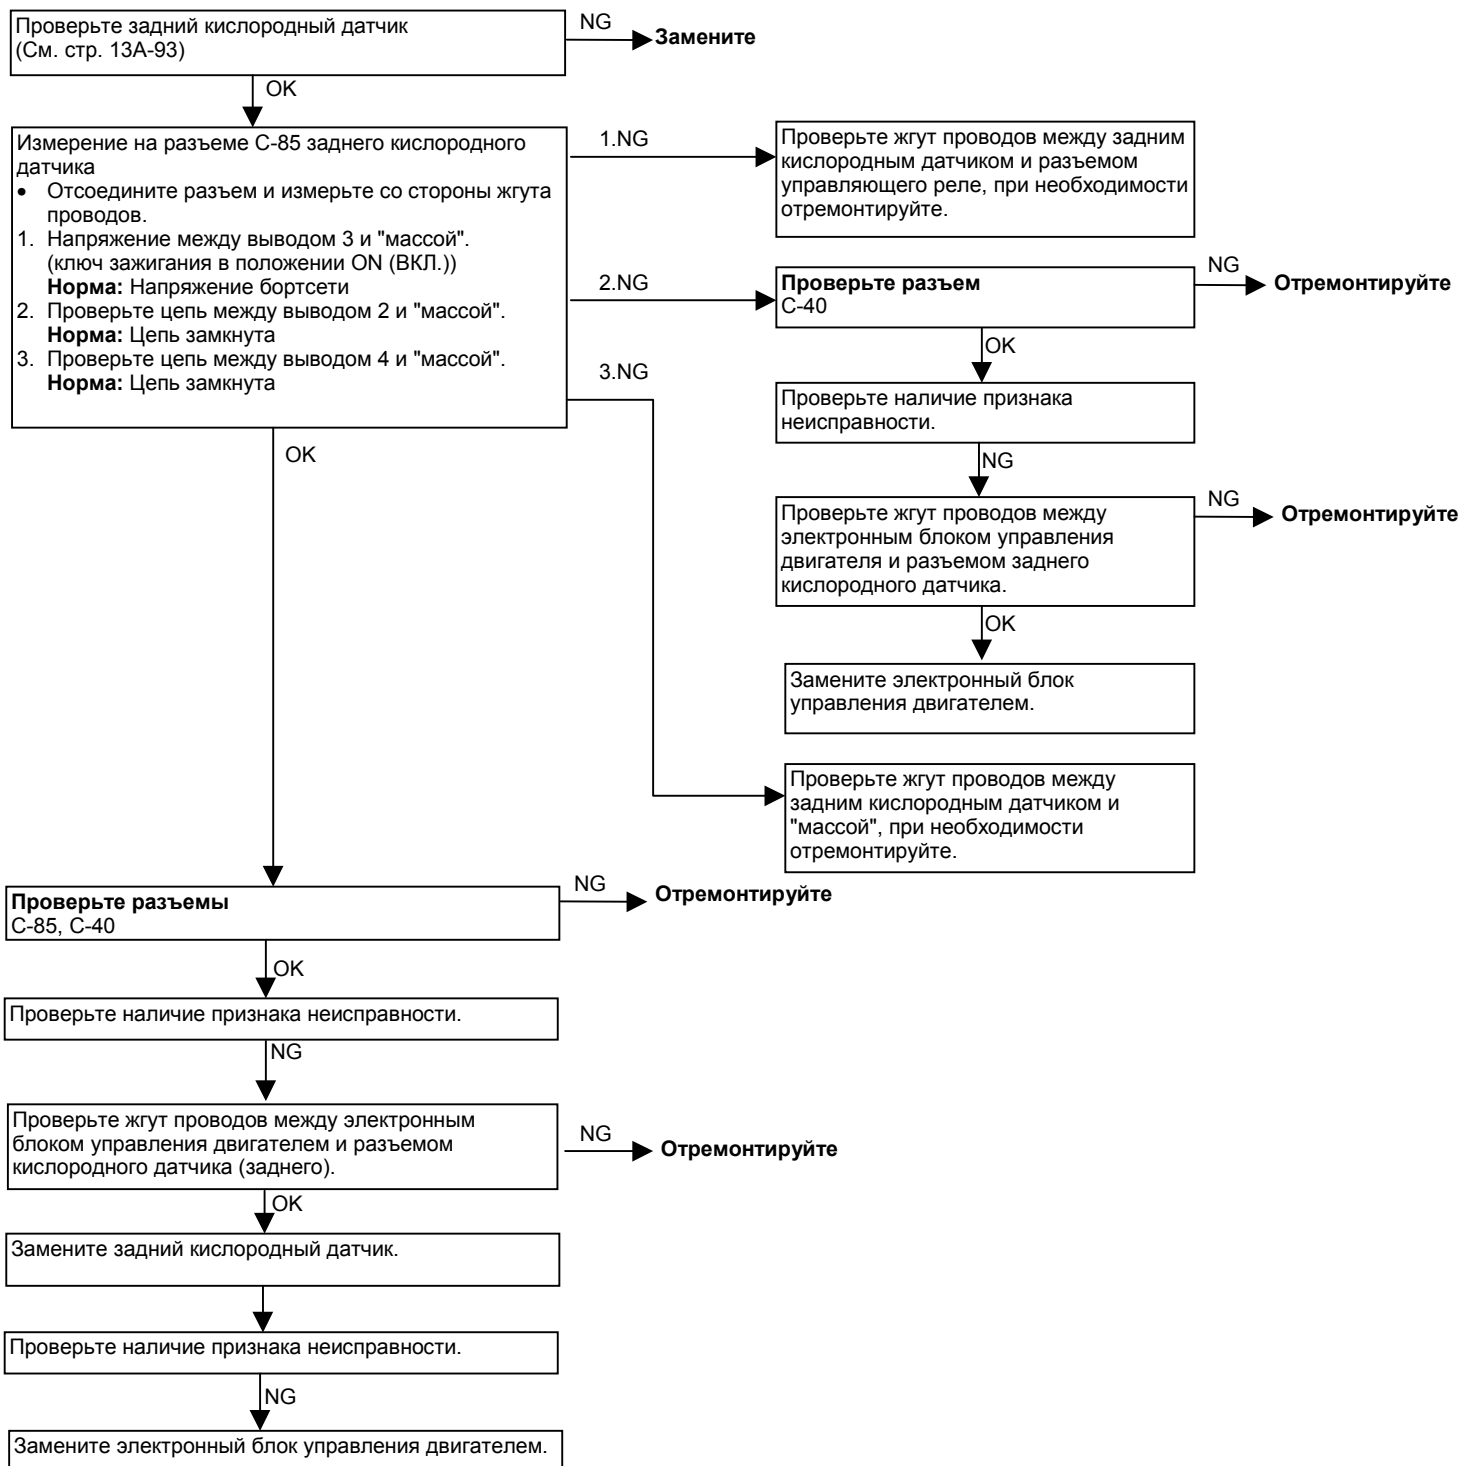 Проверьте задний кислородный датчик
(См. стр. 13А-93)
NG
Замените
OK
Измерение на разъеме С-85 заднего кислородного
датчика
• Отсоедините разъем и измерьте со стороны жгута
проводов.
1. Напряжение между выводом 3 и "массой".
(ключ зажигания в положении ON (ВКЛ.))
Норма: Напряжение бортсети
2. Проверьте цепь между выводом 2 и "массой".
Норма: Цепь замкнута
3. Проверьте цепь между выводом 4 и "массой".
Норма: Цепь замкнута
1.NG
Проверьте жгут проводов между задним
кислородным датчиком и разъемом
управляющего реле, при необходимости
отремонтируйте.
2.NG
Проверьте разъем
С-40
NG
Отремонтируйте
OK
Проверьте наличие признака
неисправности.
NG
Проверьте жгут проводов между
электронным блоком управления
двигателя и разъемом заднего
кислородного датчика.
NG
Отремонтируйте
OK
Замените электронный блок
управления двигателем.
3.NG
Проверьте жгут проводов между
задним кислородным датчиком и
"массой", при необходимости
отремонтируйте.
OK
Проверьте разъемы
С-85, С-40
NG
Отремонтируйте
OK
Проверьте наличие признака неисправности.
NG
Проверьте жгут проводов между электронным
блоком управления двигателем и разъемом
кислородного датчика (заднего).
NG
Отремонтируйте
OK
Замените задний кислородный датчик.
Проверьте наличие признака неисправности.
NG
Замените электронный блок управления двигателем.